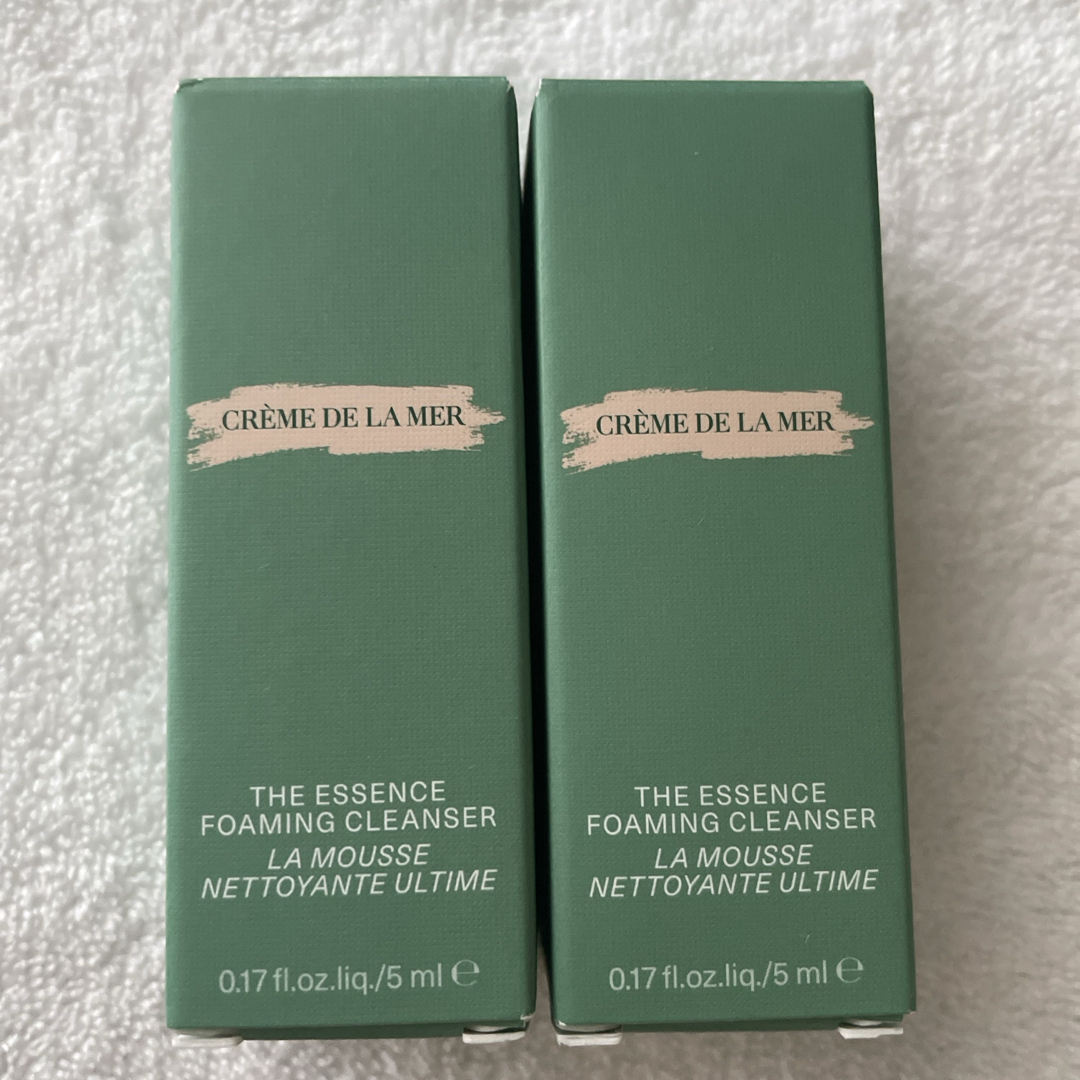 CRÈME DE LA MER
THE ESSENCE
FOAMING CLEANSER
LA MOUSSE
NETTOYANTE ULTIME
0.17 fl.oz.liq./5 ml ℮
CRÈME DE LA MER
THE ESSENCE
FOAMING CLEANSER
LA MOUSSE
NETTOYANTE ULTIME
0.17 fl.oz.liq./5 ml ℮